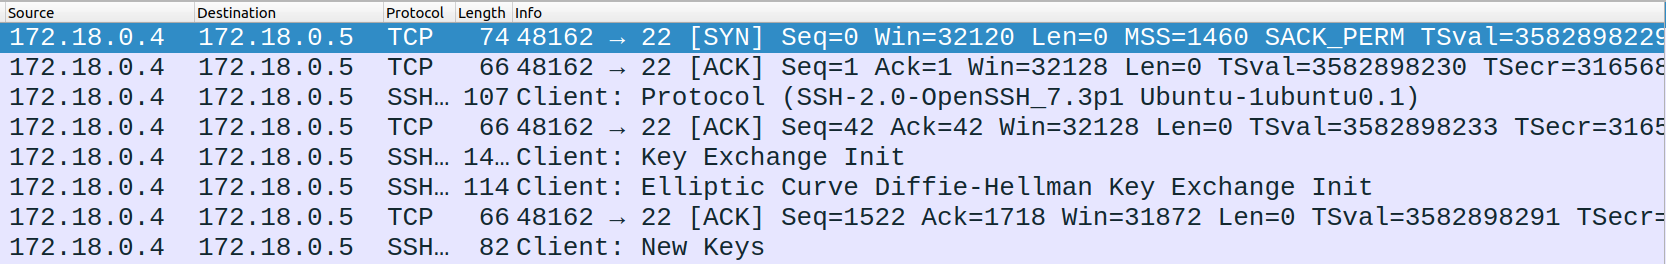 Source Destination Protocol Length Info
172.18.0.4 172.18.0.5 TCP 74 48162 → 22 [SYN] Seq=0 Win=32120 Len=0 MSS=1460 SACK_PERM TSval=3582898229
172.18.0.4 172.18.0.5 TCP 66 48162 → 22 [ACK] Seq=1 Ack=1 Win=32128 Len=0 TSval=3582898230 TSecr=316568
172.18.0.4 172.18.0.5 SSH… 107 Client: Protocol (SSH-2.0-OpenSSH_7.3p1 Ubuntu-1ubuntu0.1)
172.18.0.4 172.18.0.5 TCP 66 48162 → 22 [ACK] Seq=42 Ack=42 Win=32128 Len=0 TSval=3582898233 TSecr=3165
172.18.0.4 172.18.0.5 SSH… 14… Client: Key Exchange Init
172.18.0.4 172.18.0.5 SSH… 114 Client: Elliptic Curve Diffie-Hellman Key Exchange Init
172.18.0.4 172.18.0.5 TCP 66 48162 → 22 [ACK] Seq=1522 Ack=1718 Win=31872 Len=0 TSval=3582898291 TSecr=
172.18.0.4 172.18.0.5 SSH… 82 Client: New Keys